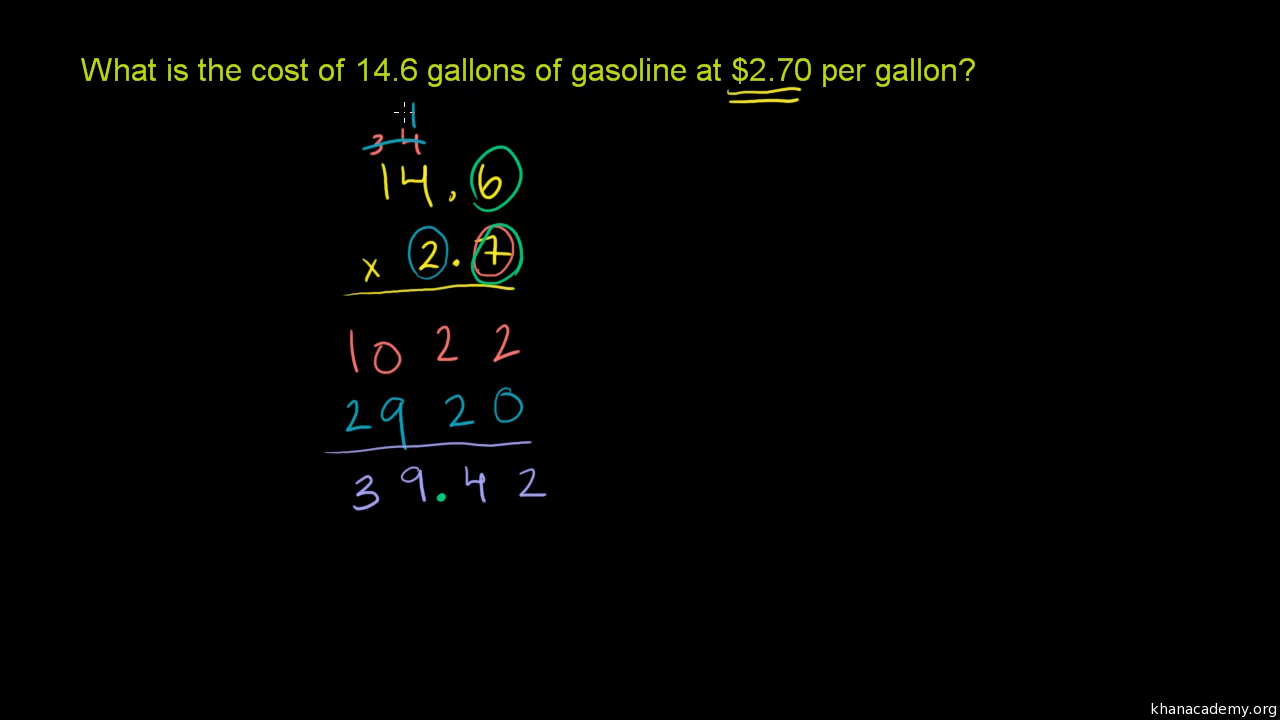 What is the cost of 14.6 gallons of gasoline at $2.70 per gallon?
1
3 4
14.6
x 2.7
1022
2920
39.42
khanacademy.org